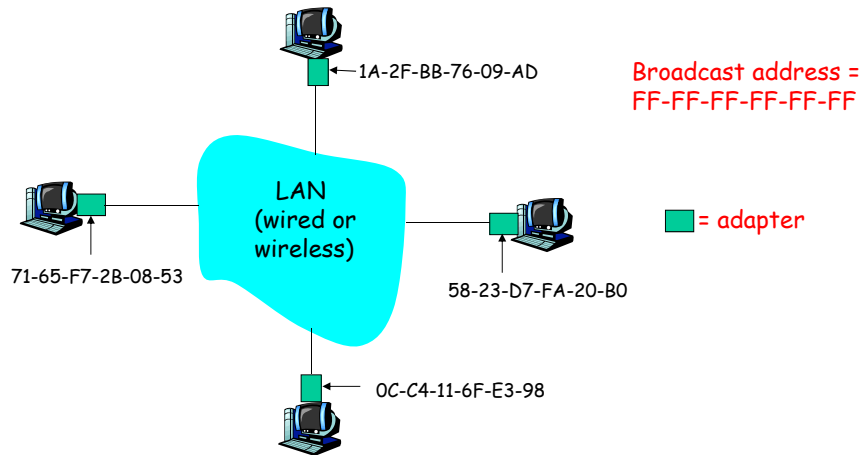 1A-2F-BB-76-09-AD
Broadcast address =
FF-FF-FF-FF-FF-FF
LAN
(wired or
wireless)
= adapter
71-65-F7-2B-08-53
58-23-D7-FA-20-B0
0C-C4-11-6F-E3-98